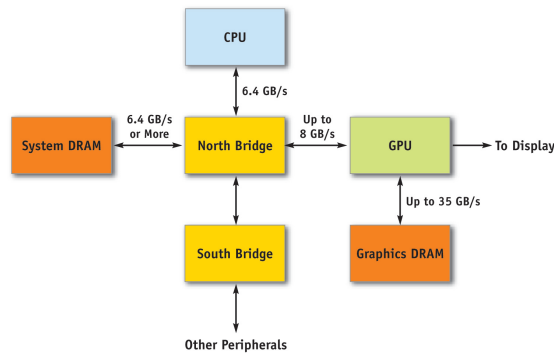 CPU
6.4 GB/s
6.4 GB/s
or More
Up to
8 GB/s
System DRAM
North Bridge
GPU
To Display
Up to 35 GB/s
South Bridge
Graphics DRAM
Other Peripherals